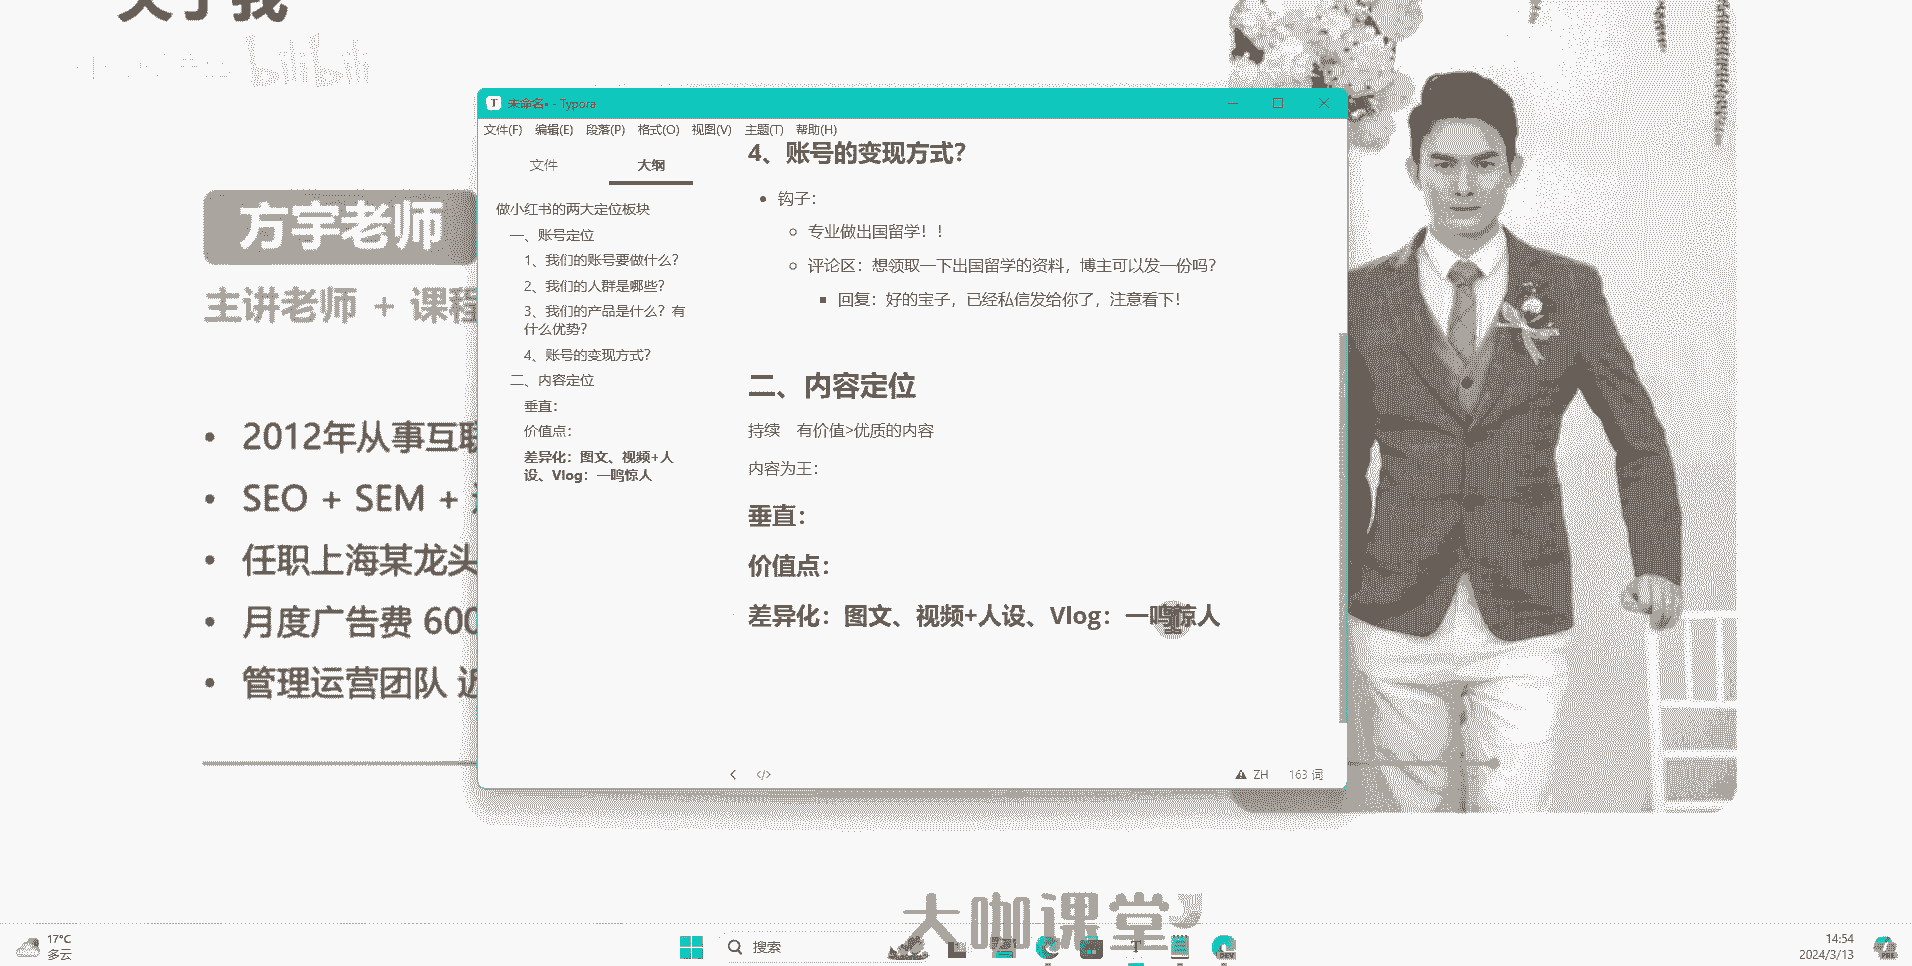 关于我
bilibili
方宇老师
主讲老师 + 课程
• 2012年从事互联
• SEO + SEM +
• 任职上海某龙头
• 月度广告费 600
• 管理运营团队 近
未命名• - Typora
文件(F) 编辑(E) 段落(P) 格式(O) 视图(V) 主题(T) 帮助(H)
文件 大纲
做小红书的两大定位板块
一、账号定位
1、我们的账号要做什么?
2、我们的人群是哪些?
3、我们的产品是什么? 有
什么优势?
4、账号的变现方式?
二、内容定位
垂直:
价值点:
差异化: 图文、视频+人
设、Vlog: 一鸣惊人
4、账号的变现方式?
• 钩子:
专业做出国留学! !
评论区: 想领取一下出国留学的资料, 博主可以发一份吗?
回复: 好的宝子, 已经私信发给你了, 注意看下!
二、内容定位
持续 有价值>优质的内容
内容为王:
垂直:
价值点:
差异化: 图文、视频+人设、Vlog: 一鸣惊人
ZH 163 词
大咖课堂
17°C
多云
搜索
14:54
2024/3/13